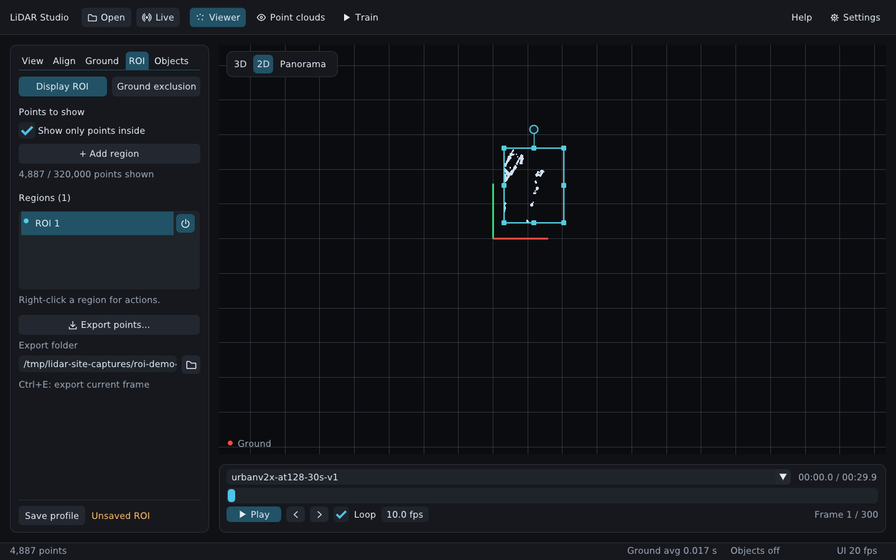 LiDAR Studio Open Live Viewer Point clouds Train Help Settings
View Align Ground ROI Objects
Display ROI Ground exclusion
Points to show
Show only points inside
+ Add region
4,887 / 320,000 points shown
Regions (1)
ROI 1
Right-click a region for actions.
Export points...
Export folder
/tmp/lidar-site-captures/roi-demo-
Ctrl+E: export current frame
Save profile Unsaved ROI
3D 2D Panorama
Ground
urbanv2x-at128-30s-v1 00:00.0 / 00:29.9
Play Loop 10.0 fps Frame 1 / 300
4,887 points Ground avg 0.017 s Objects off UI 20 fps